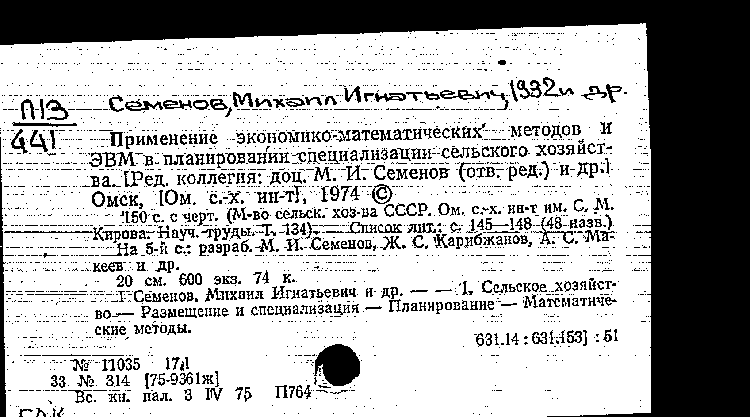 П13
441
Семенов, Михаил Игнатьевич, 1932 и др.
Применение экономико-математических методов и
ЭВМ в планировании специализации сельского хозяйст-
ва. [Ред. коллегия: доц. М. И. Семенов (отв. ред.) и др.]
Омск, [Ом. с.-х. ин-т], 1974 ©
150 с. с черт. (М-во сельск. хоз-ва СССР. Ом. с.-х. ин-т им. С. М.
Кирова. Науч. труды. Т. 134). — Список лит.: с. 145—148 (48 назв.)
На 5-й с.: разраб. М. И. Семенов, Ж. С. Карибжанов, А. С. Ма-
кеев и др.
20 см. 600 экз. 74 к.
I. Семенов, Михаил Игнатьевич и др. — — 1. Сельское хозяйст-
во — Размещение и специализация — Планирование — Математиче-
ские методы.
631.14 : 631.153] : 51
№ 11035 17/1
33 № 314 [75-9361ж]
Вс. кн. пал. 3 IV 75 П764